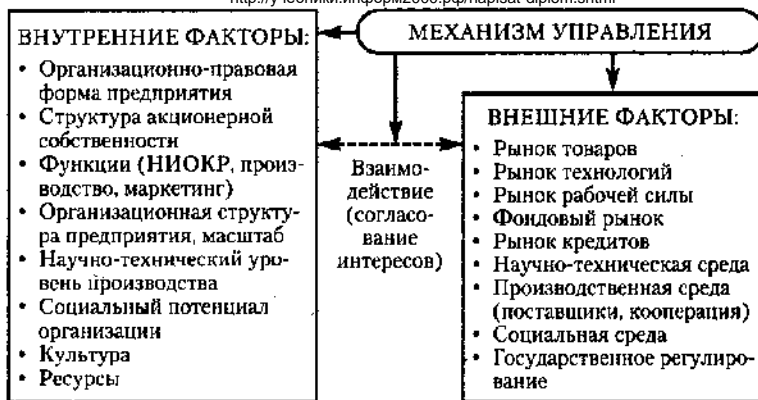 МЕХАНИЗМ УПРАВЛЕНИЯ
ВНУТРЕННИЕ ФАКТОРЫ:
• Организационно-правовая
форма предприятия
• Структура акционерной
собственности
• Функции (НИОКР, произ-
водство, маркетинг)
• Организационная структу-
ра предприятия, масштаб
• Научно-технический уро-
вень производства
• Социальный потенциал
организации
• Культура
• Ресурсы
Взаимо-
действие
(согласо-
вание
интересов)
ВНЕШНИЕ ФАКТОРЫ:
• Рынок товаров
• Рынок технологий
• Рынок рабочей силы
• Фондовый рынок
• Рынок кредитов
• Научно-техническая среда
• Производственная среда
(поставщики, кооперация)
• Социальная среда
• Государственное регулиро-
вание